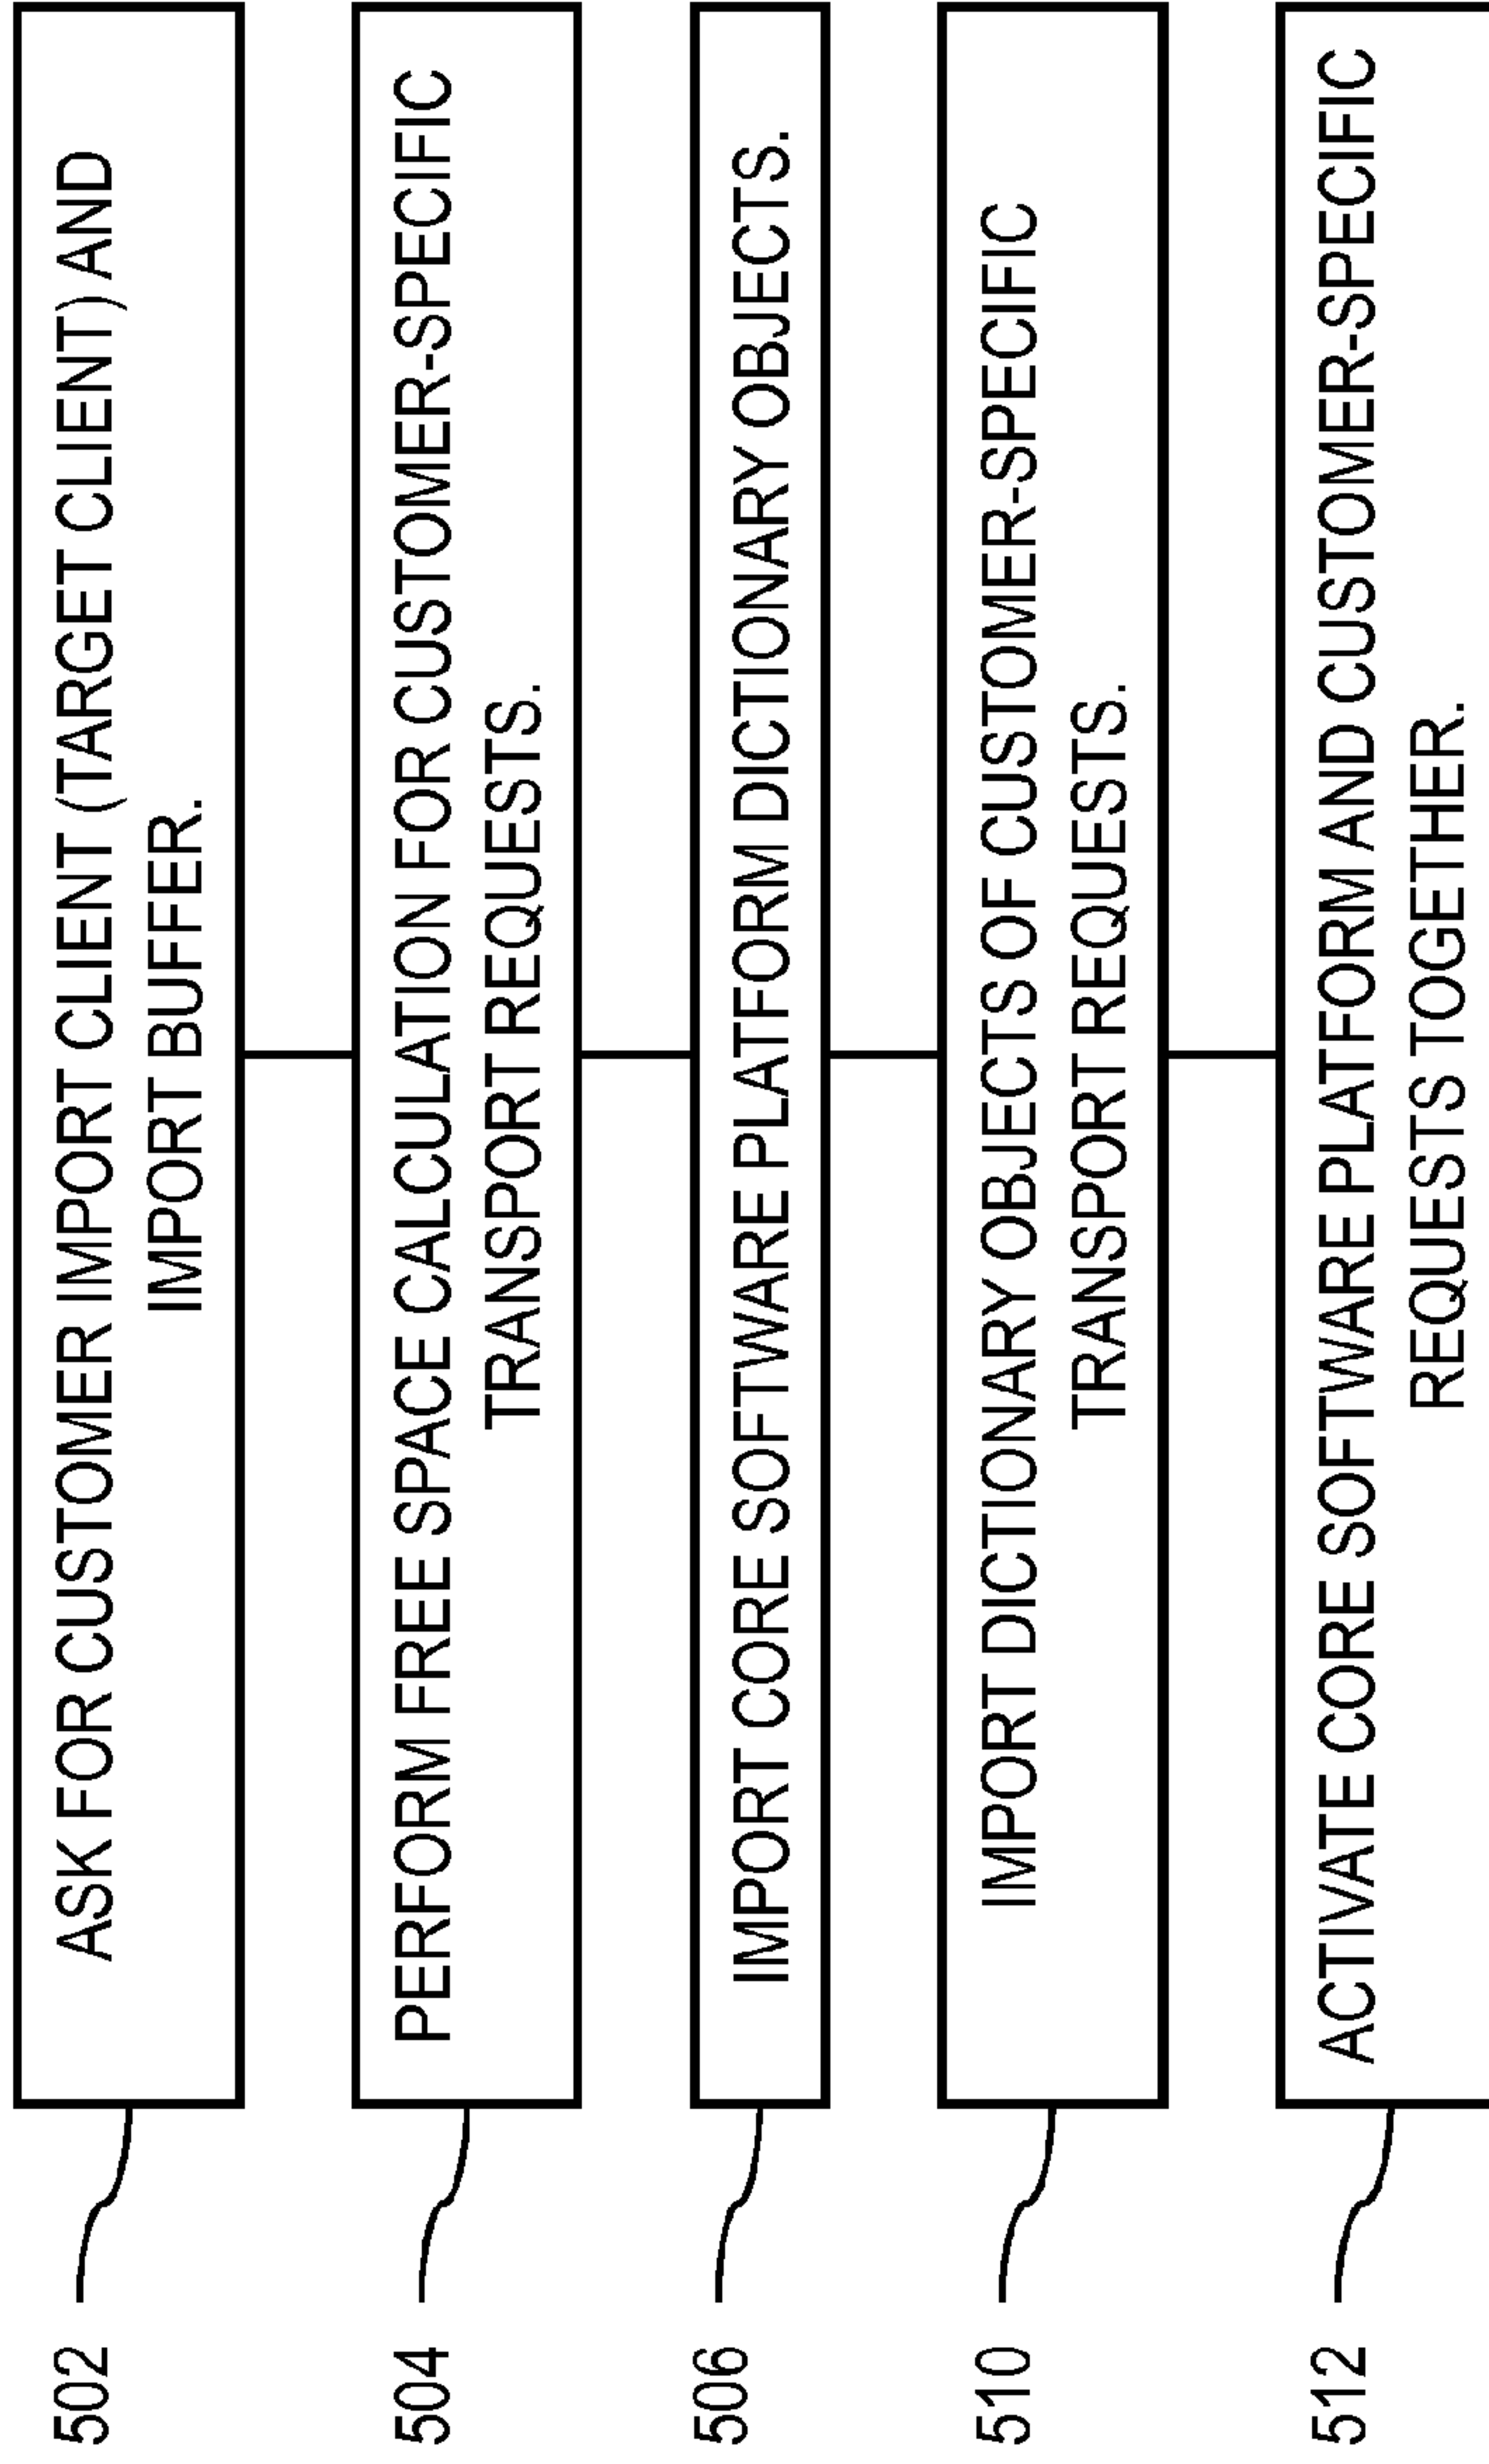 502
ASK FOR CUSTOMER IMPORT CLIENT (TARGET CLIENT) AND
IMPORT BUFFER.
504
PERFORM FREE SPACE CALCULATION FOR CUSTOMER-SPECIFIC
TRANSPORT REQUESTS.
506
IMPORT CORE SOFTWARE PLATFORM DICTIONARY OBJECTS.
510
IMPORT DICTIONARY OBJECTS OF CUSTOMER-SPECIFIC
TRANSPORT REQUESTS.
512
ACTIVATE CORE SOFTWARE PLATFORM AND CUSTOMER-SPECIFIC
REQUESTS TOGETHER.